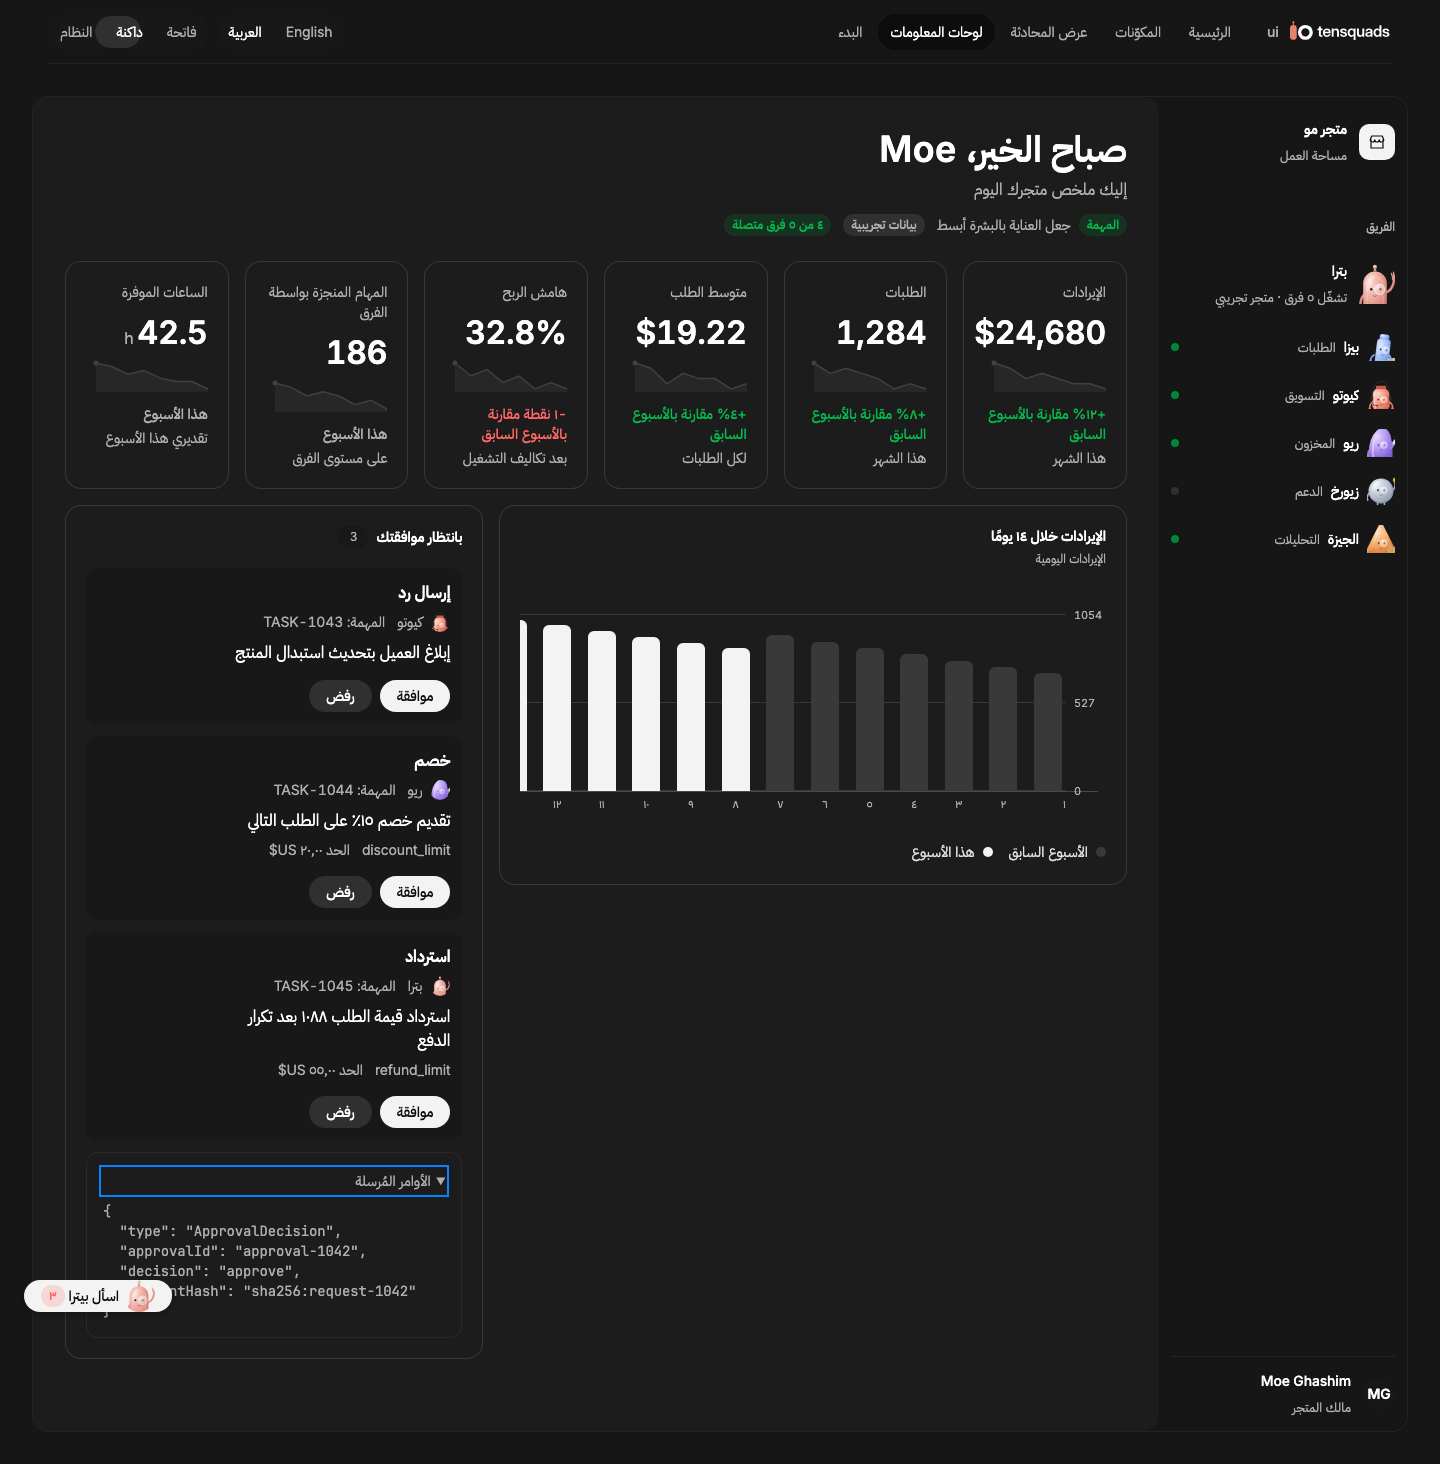 tensquads ui
الرئيسية
المكوّنات
عرض المحادثة
لوحات المعلومات
البدء
English
العربية
فاتحة
داكنة
النظام
متجر مو
مساحة العمل
الفريق
بترا
تشغّل ٥ فرق · متجر تجريبي
بيزا الطلبات
كيوتو التسويق
ريو المخزون
زيورخ الدعم
الجيزة التحليلات
MG
Moe Ghashim
مالك المتجر
صباح الخير، Moe
إليك ملخص متجرك اليوم
المهمة جعل العناية بالبشرة أبسط بيانات تجريبية ٤ من ٥ فرق متصلة
الإيرادات
$24,680
+١٢% مقارنة بالأسبوع
السابق
هذا الشهر
الطلبات
1,284
+٨% مقارنة بالأسبوع
السابق
هذا الشهر
متوسط الطلب
$19.22
+٤% مقارنة بالأسبوع
السابق
لكل الطلبات
هامش الربح
32.8%
-١ نقطة مقارنة
بالأسبوع السابق
بعد تكاليف التشغيل
المهام المنجزة بواسطة
الفرق
186
هذا الأسبوع
على مستوى الفرق
الساعات الموفرة
42.5 h
هذا الأسبوع
تقديري هذا الأسبوع
الإيرادات خلال ١٤ يومًا
الإيرادات اليومية
1054
527
0
١ ٢ ٣ ٤ ٥ ٦ ٧ ٨ ٩ ١٠ ١١ ١٢
الأسبوع السابق هذا الأسبوع
بانتظار موافقتك 3
إرسال رد
كيوتو المهمة: TASK-1043
إبلاغ العميل بتحديث استبدال المنتج
موافقة رفض
خصم
ريو المهمة: TASK-1044
تقديم خصم ١٥٪ على الطلب التالي
discount_limit الحد ٢٠,٠٠ US$
موافقة رفض
استرداد
بترا المهمة: TASK-1045
استرداد قيمة الطلب ١٠٨٨ بعد تكرار
الدفع
refund_limit الحد ٥٥,٠٠ US$
موافقة رفض
الأوامر المُرسلة
{
"type": "ApprovalDecision",
"approvalId": "approval-1042",
"decision": "approve",
ntHash": "sha256:request-1042"
}
اسأل بيترا ٣